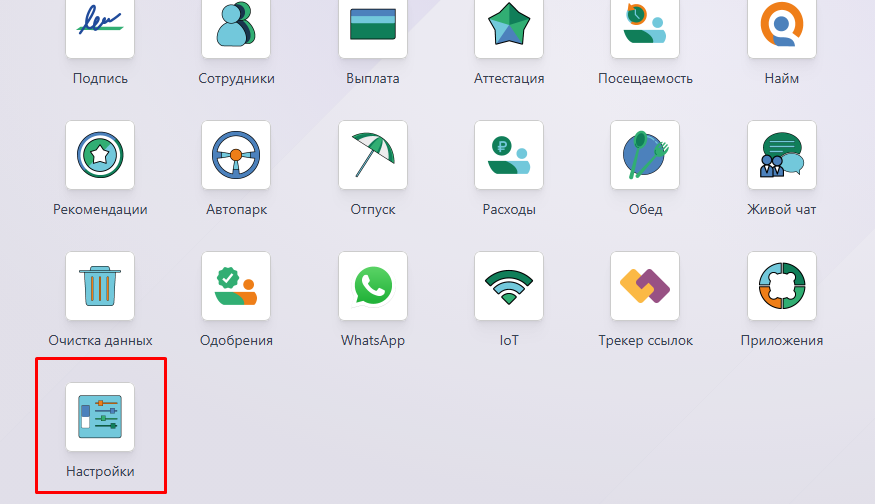 Подпись
Сотрудники
Выплата
Аттестация
Посещаемость
Найм
Рекомендации
Автопарк
Отпуск
Расходы
Обед
Живой чат
Очистка данных
Одобрения
WhatsApp
IoT
Трекер ссылок
Приложения
Настройки